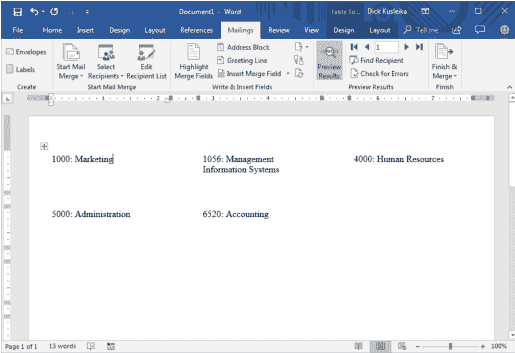 Document1 - Word
Table To...
Dick Kusleika
File
Home
Insert
Design
Layout
References
Mailings
Review
View
Design
Layout
Tell me
Envelopes
Labels
Create
Start Mail
Merge
Select
Recipients
Edit
Recipient List
Start Mail Merge
Highlight
Merge Fields
Address Block
Greeting Line
Insert Merge Field
Write & Insert Fields
Preview
Results
1
Find Recipient
Check for Errors
Preview Results
Finish &
Merge
Finish
1000: Marketing
1056: Management
Information Systems
4000: Human Resources
5000: Administration
6520: Accounting
Page 1 of 1
13 words
100%